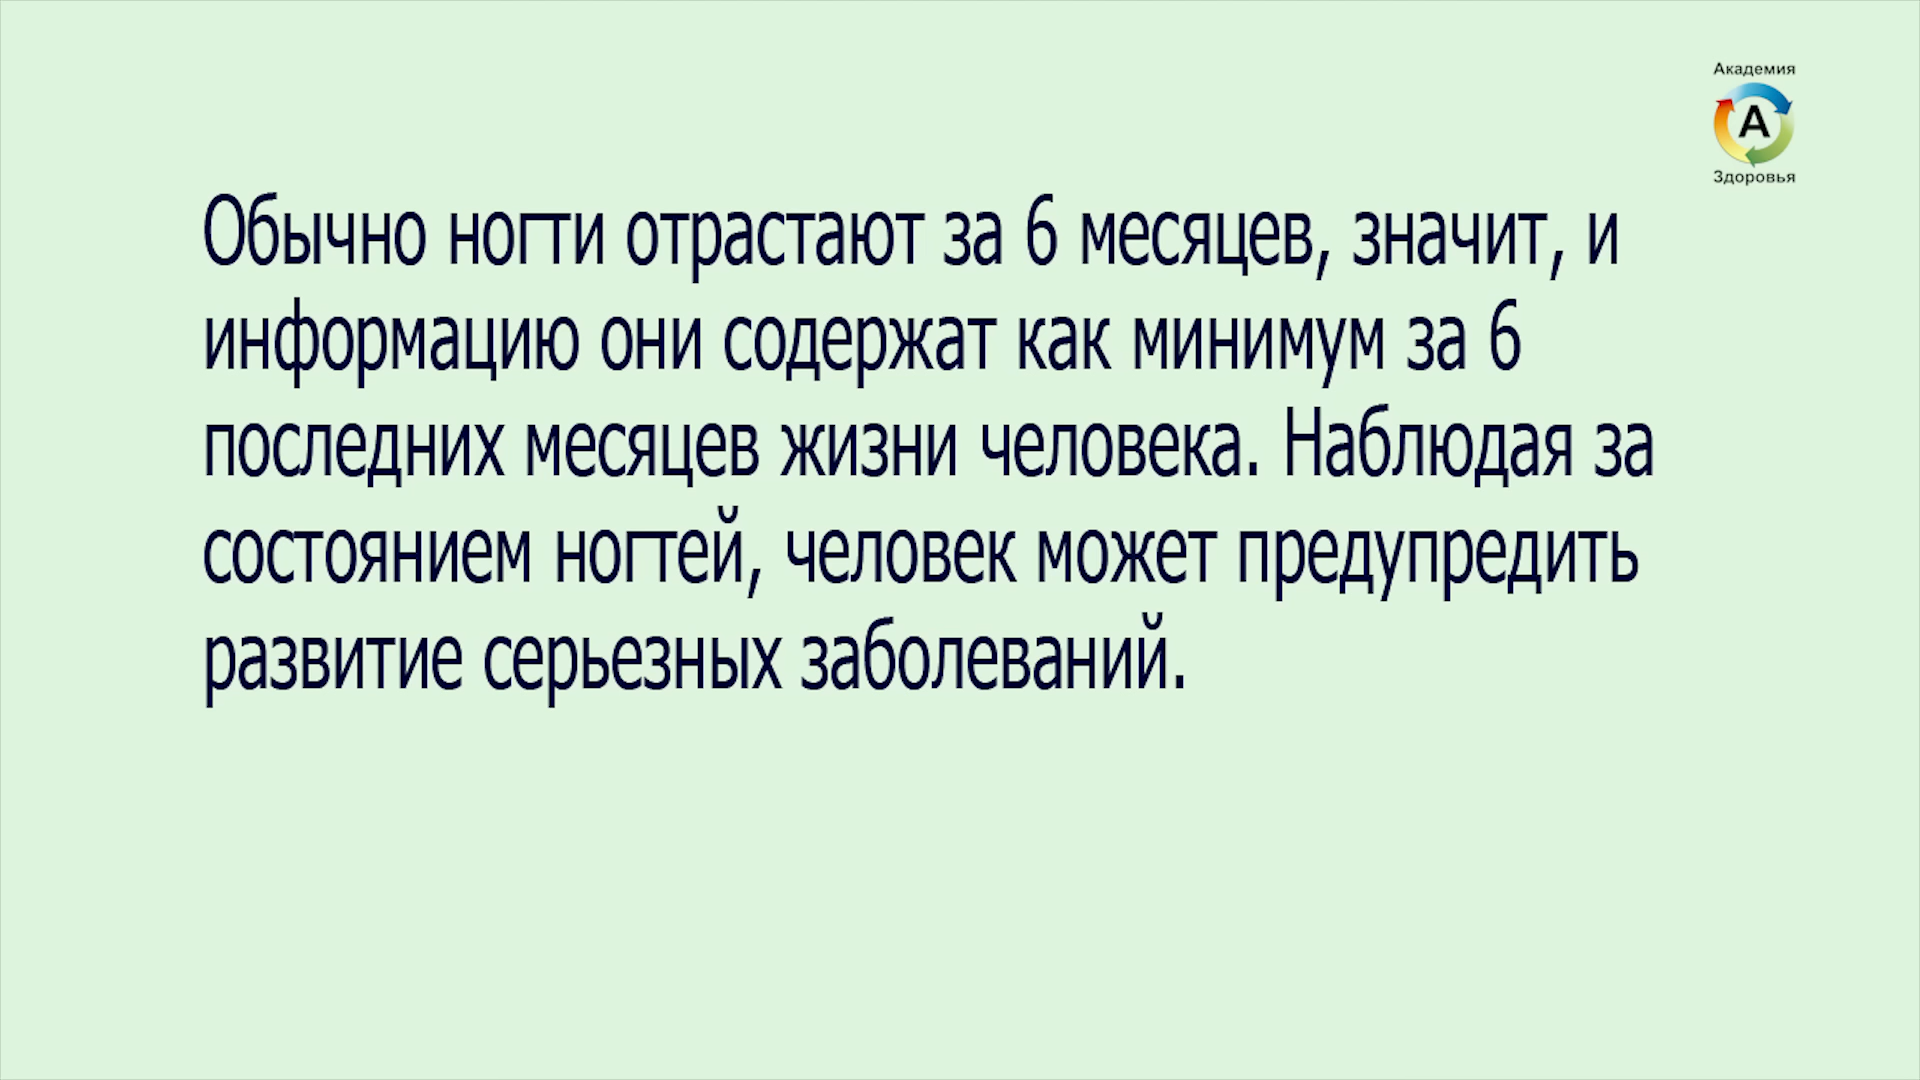 Академия
А
Здоровья
Обычно ногти отрастают за 6 месяцев, значит, и
информацию они содержат как минимум за 6
последних месяцев жизни человека. Наблюдая за
состоянием ногтей, человек может предупредить
развитие серьезных заболеваний.